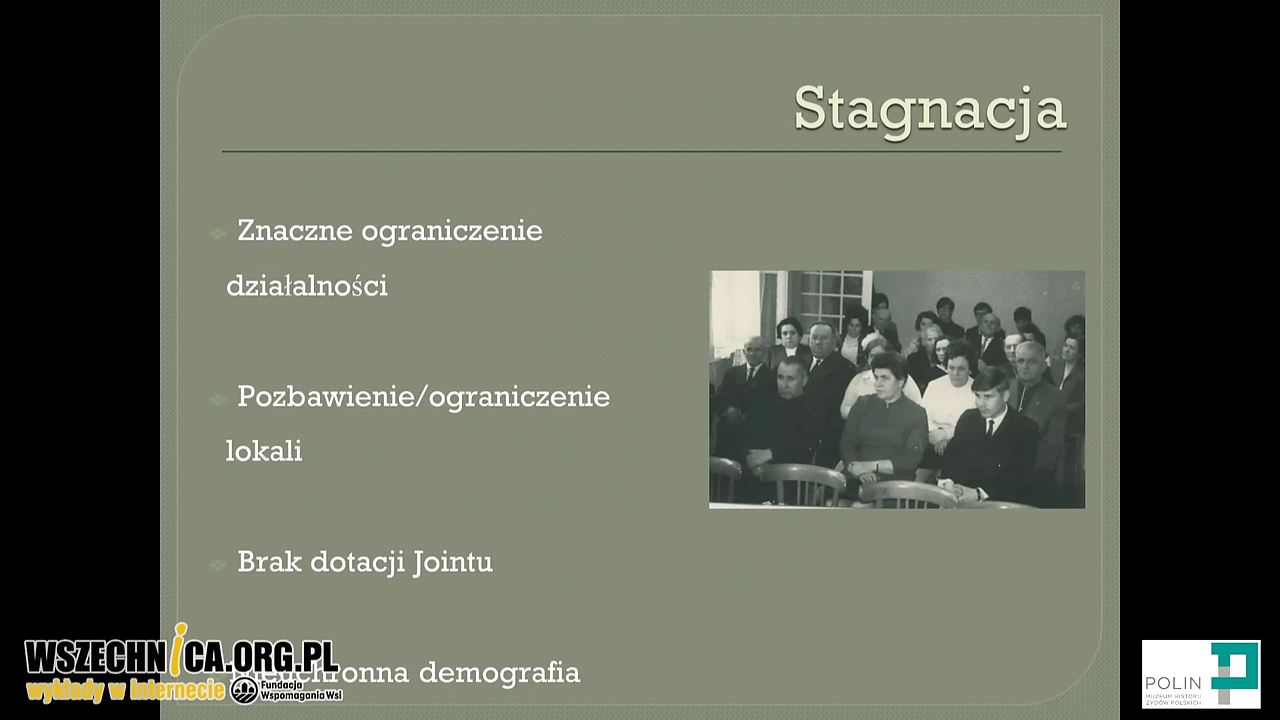 Stagnacja
Znaczne ograniczenie
działalności
Pozbawienie/ograniczenie
lokali
Brak dotacji Jointu
demografia
WSZECHNICA.ORG.PL
wykłady w internecie
Fundacja
Wspomagania Wsi
POLIN
MUZEUM HISTORII
ŻYDÓW POLSKICH